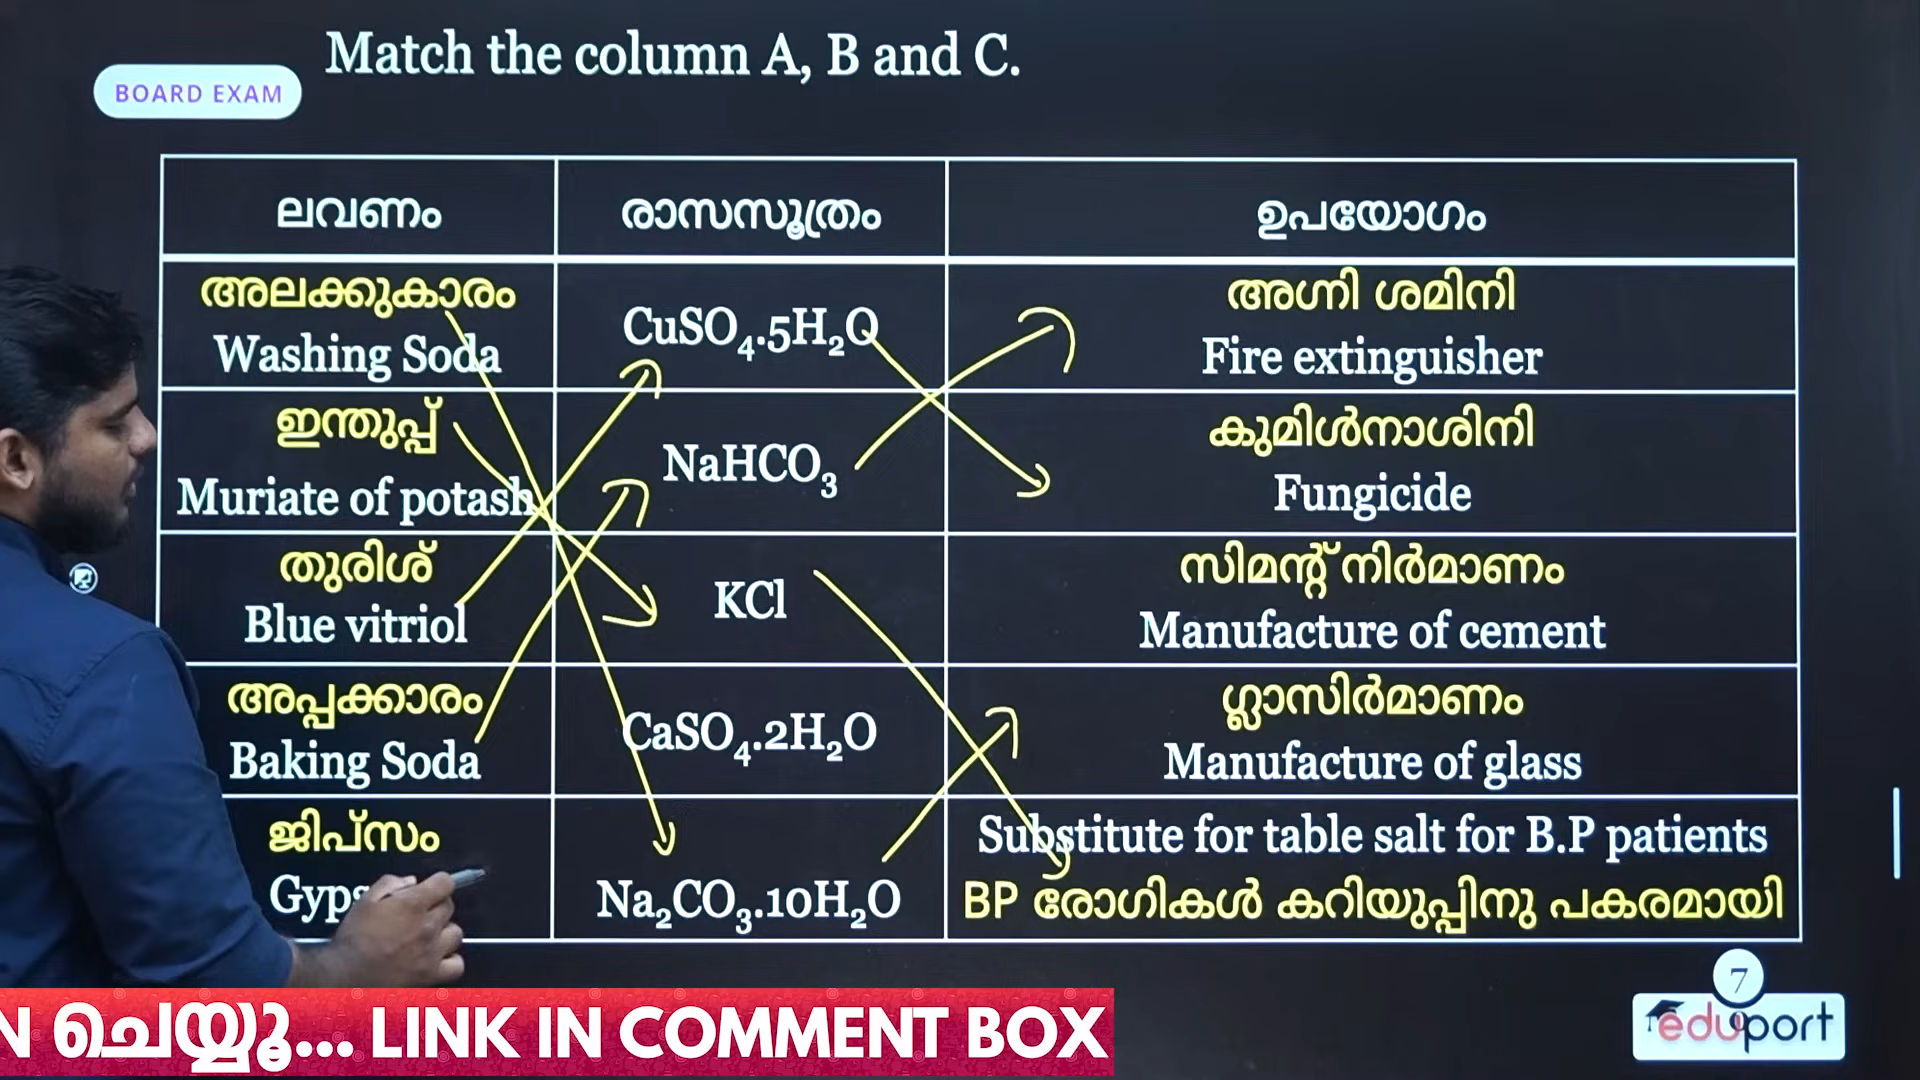 Match the column A, B and C.
BOARD EXAM
ലവണം
രാസസൂത്രം
ഉപയോഗം
അലക്കുകാരം
Washing Soda
CuSO₄.5H₂O
അഗ്നി ശമിനി
Fire extinguisher
ഇന്തുപ്പ്
Muriate of potash
NaHCO₃
കുമിൾനാശിനി
Fungicide
തുരിശ്
Blue vitriol
KCl
സിമന്റ് നിർമാണം
Manufacture of cement
അപ്പക്കാരം
Baking Soda
CaSO₄.2H₂O
ഗ്ലാസിർമാണം
Manufacture of glass
ജിപ്സം
Na₂CO₃.10H₂O
Substitute for table salt for B.P patients
BP രോഗികൾ കറിയുപ്പിനു പകരമായി
7
eduport
ചെയ്യൂ... LINK IN COMMENT BOX